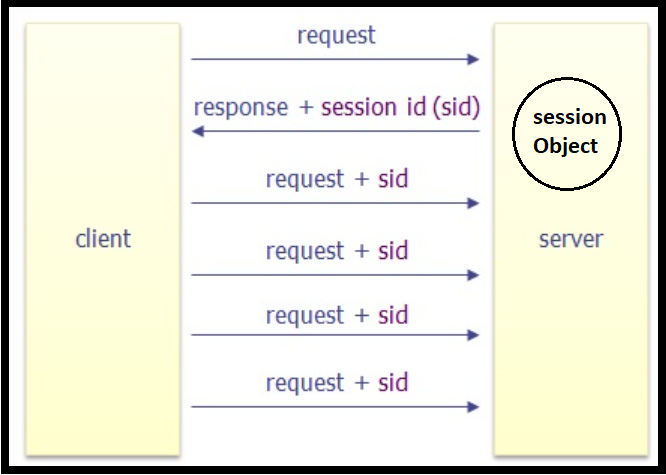 request
response + session id (sid)
session
Object
request + sid
client
server
request + sid
request + sid
request + sid